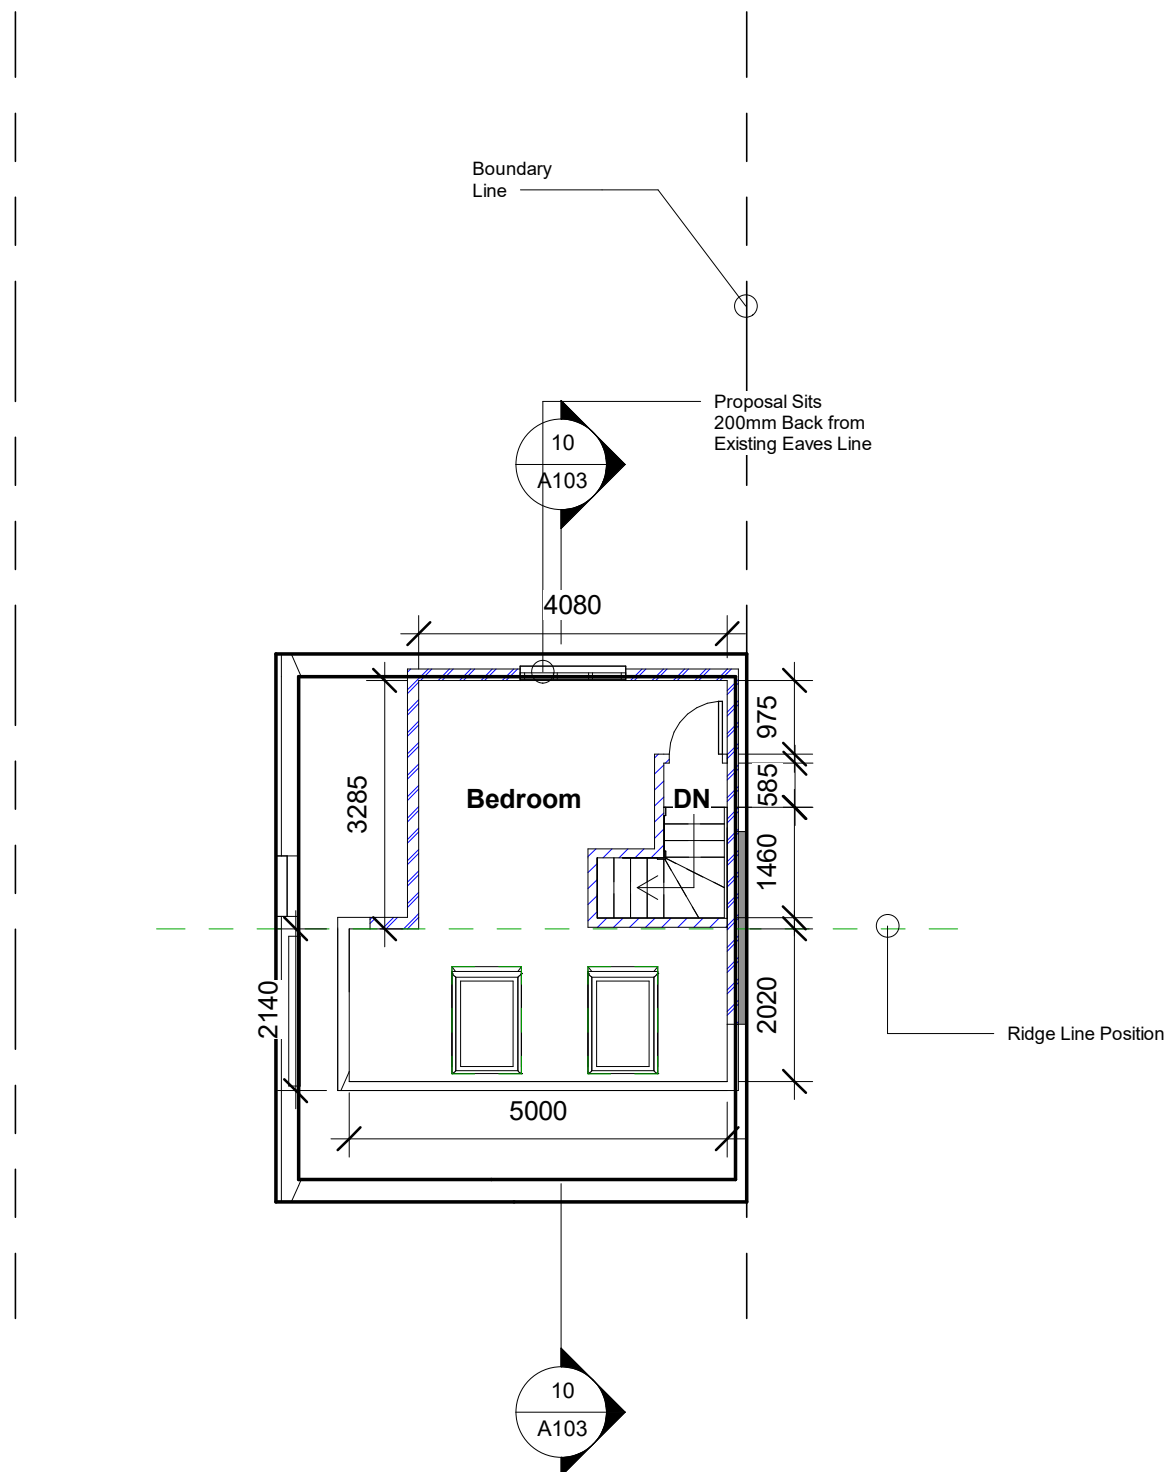 Boundary
Line
Proposal Sits
200mm Back from
Existing Eaves Line
10
A103
4080
975
3285
585
Bedroom
DN
1460
2140
2020
Ridge Line Position
5000
10
A103